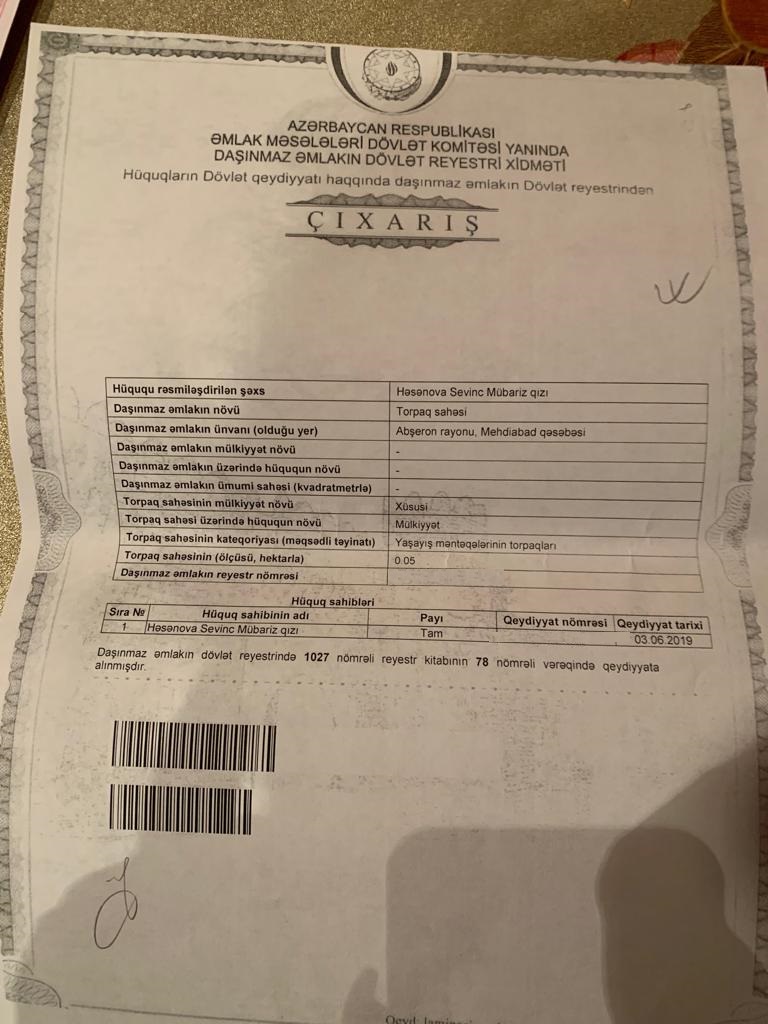 AZƏRBAYCAN RESPUBLİKASI
ƏMLAK MƏSƏLƏLƏRİ DÖVLƏT KOMİTƏSİ YANINDA
DAŞINMAZ ƏMLAKIN DÖVLƏT REYESTRİ XİDMƏTİ
Hüquqların Dövlət qeydiyyatı haqqında daşınmaz əmlakın Dövlət reyestrindən
ÇIXARIŞ
Hüququ rəsmiləşdirilən şəxs Həsənova Sevinc Mübariz qızı
Daşınmaz əmlakın növü Torpaq sahəsi
Daşınmaz əmlakın ünvanı (olduğu yer) Abşeron rayonu, Mehdiabad qəsəbəsi
Daşınmaz əmlakın mülkiyyət növü -
Daşınmaz əmlakın üzərində hüququn növü -
Daşınmaz əmlakın ümumi sahəsi (kvadratmetrlə) -
Torpaq sahəsinin mülkiyyət növü Xüsusi
Torpaq sahəsi üzərində hüququn növü Mülkiyyət
Torpaq sahəsinin kateqoriyası (məqsədli təyinatı) Yaşayış məntəqələrinin torpaqları
Torpaq sahəsinin (ölçüsü, hektarla) 0.05
Daşınmaz əmlakın reyestr nömrəsi
Hüquq sahibləri
Sıra № Hüquq sahibinin adı Payı Qeydiyyat nömrəsi Qeydiyyat tarixi
1 Həsənova Sevinc Mübariz qızı Tam 03.06.2019
Daşınmaz əmlakın dövlət reyestrində 1027 nömrəli reyestr kitabının 78 nömrəli vərəqində qeydiyyata
alınmışdır.